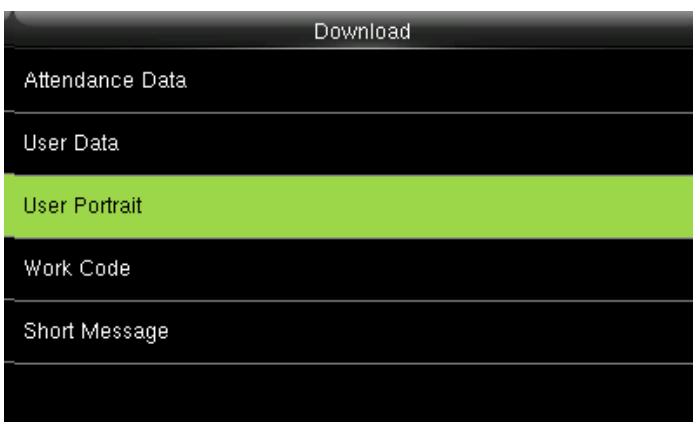 Download
Attendance Data
User Data
User Portrait
Work Code
Short Message